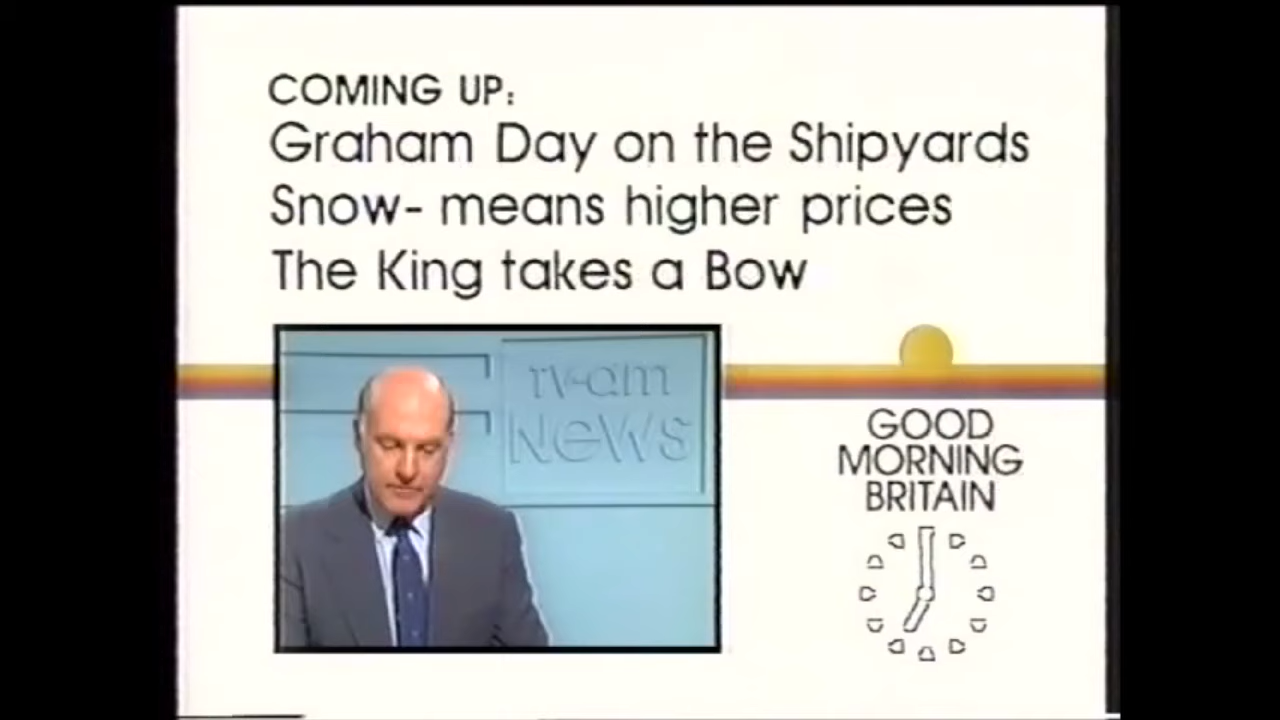 COMING UP:
Graham Day on the Shipyards
Snow- means higher prices
The King takes a Bow
tv-am
NEWS
GOOD
MORNING
BRITAIN